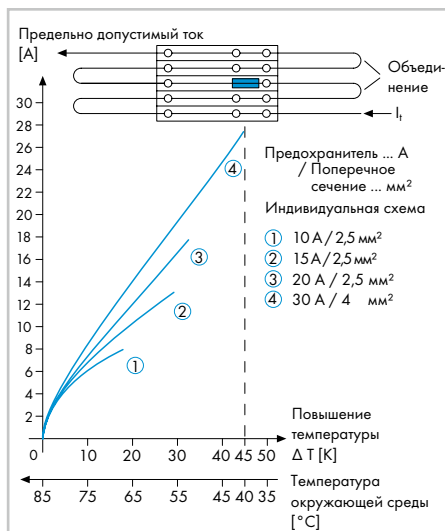 Предельно допустимый ток
[A]
Объеди-
нение
Iₜ
30
28
26
24
22
20
18
16
14
12
10
8
6
4
2
4
3
2
1
Предохранитель ... А
/ Поперечное
сечение ... мм²
Индивидуальная схема
1 10 A / 2,5 мм²
2 15 A / 2,5 мм²
3 20 A / 2,5 мм²
4 30 A / 4 мм²
0 10 20 30 40 45 50
Повышение
температуры
Δ T [K]
85 75 65 55 45 40 35
Температура
окружающей среды
[°C]